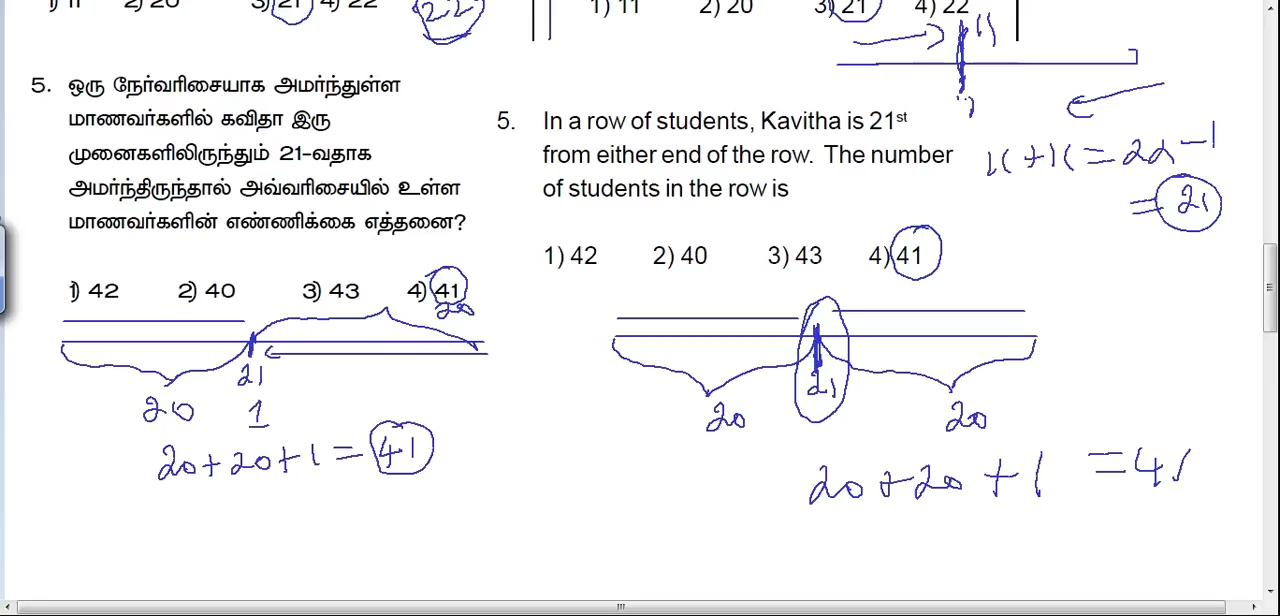 1) 11 2) 20 3) 21 4) 22 22
1) 11 2) 20 3) 21 4) 22
11
11
5. ஒரு நேர்வரிசையாக அமர்ந்துள்ள
மாணவர்களில் கவிதா இரு
முனைகளிலிருந்தும் 21-வதாக
அமர்ந்திருந்தால் அவ்வரிசையில் உள்ள
மாணவர்களின் எண்ணிக்கை எத்தனை?
1) 42 2) 40 3) 43 4) 41
20
21
20 1
20+20+1=41
5. In a row of students, Kavitha is 21st
from either end of the row. The number
of students in the row is
11+11=22-1
=21
1) 42 2) 40 3) 43 4) 41
21
20 20
20+20+1 =41